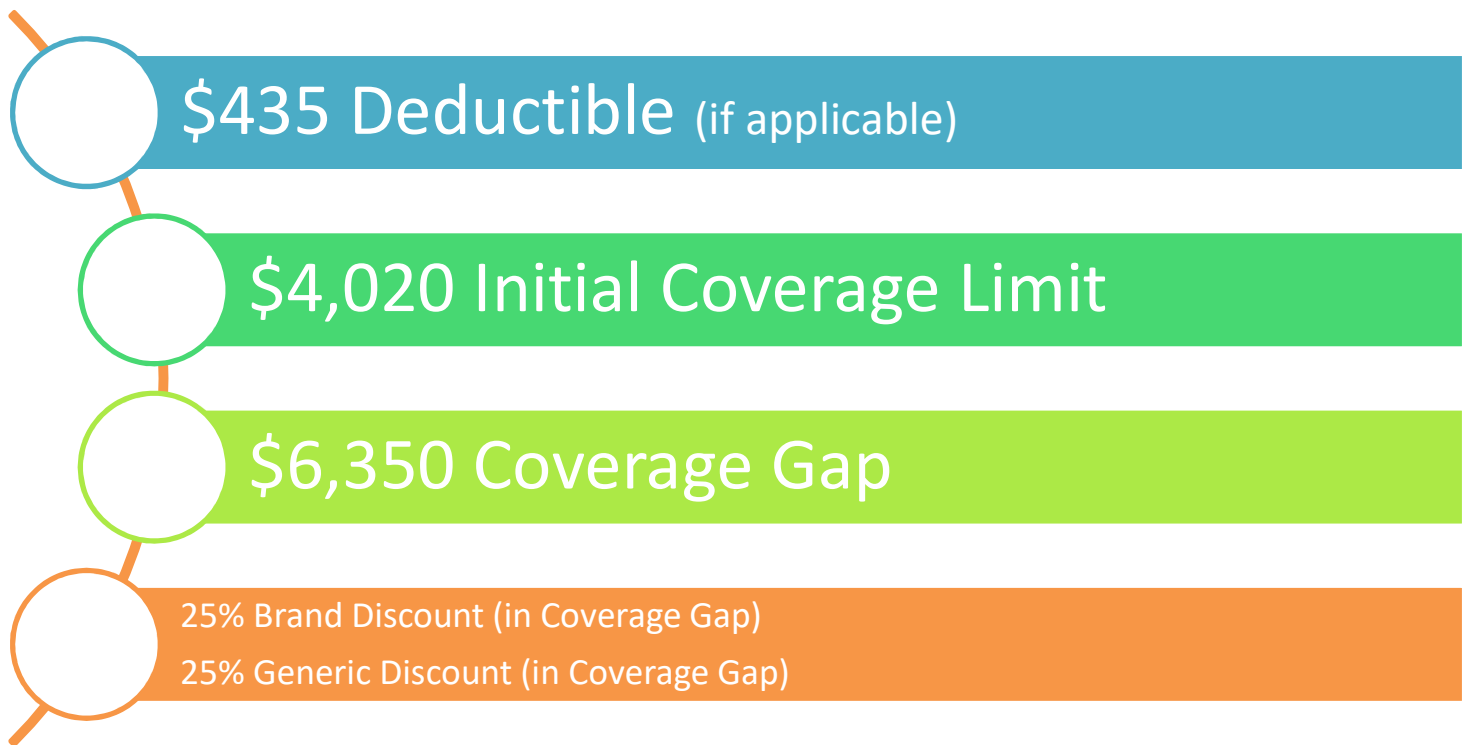 $435 Deductible (if applicable)
$4,020 Initial Coverage Limit
$6,350 Coverage Gap
25% Brand Discount (in Coverage Gap)
25% Generic Discount (in Coverage Gap)